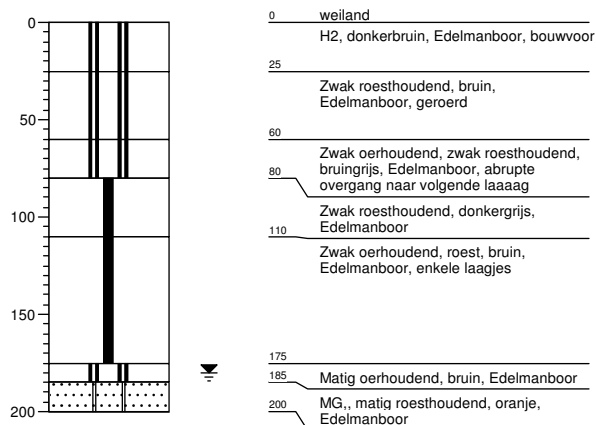 0
50
100
150
200
0 weiland
H2, donkerbruin, Edelmanboor, bouwvoor
25
Zwak roesthoudend, bruin,
Edelmanboor, geroerd
60
Zwak oerhoudend, zwak roesthoudend,
bruingrijs, Edelmanboor, abrupte
overgang naar volgende laaaag
80
Zwak roesthoudend, donkergrijs,
Edelmanboor
110
Zwak oerhoudend, roest, bruin,
Edelmanboor, enkele laagjes
175
Matig oerhoudend, bruin, Edelmanboor
185
MG,, matig roesthoudend, oranje,
Edelmanboor
200